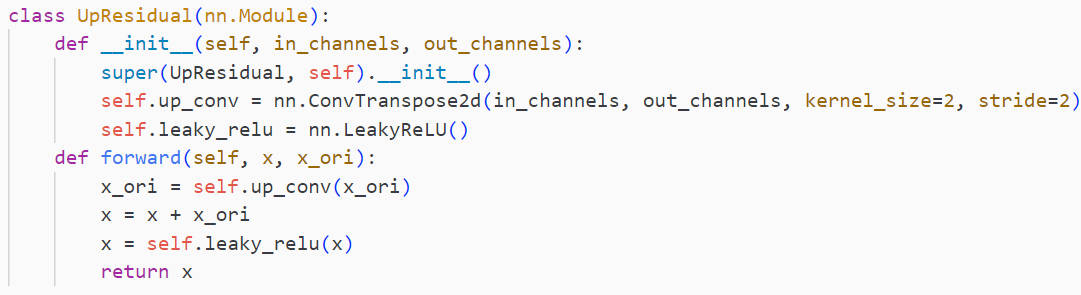 class UpResidual(nn.Module):
    def __init__(self, in_channels, out_channels):
        super(UpResidual, self).__init__()
        self.up_conv = nn.ConvTranspose2d(in_channels, out_channels, kernel_size=2, stride=2)
        self.leaky_relu = nn.LeakyReLU()
    def forward(self, x, x_ori):
        x_ori = self.up_conv(x_ori)
        x = x + x_ori
        x = self.leaky_relu(x)
        return x